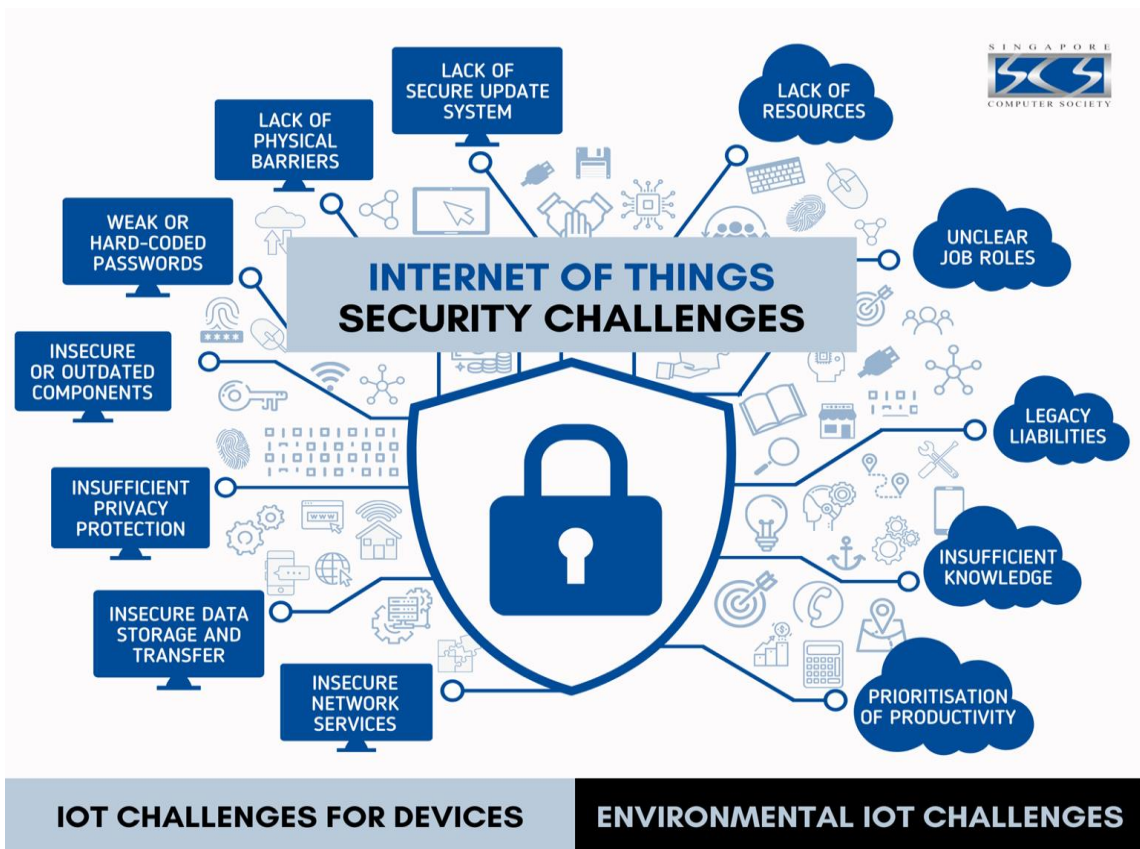 SINGAPORE
SCS
COMPUTER SOCIETY
LACK OF
SECURE UPDATE
SYSTEM
LACK OF
PHYSICAL
BARRIERS
WEAK OR
HARD-CODED
PASSWORDS
INSECURE
OR OUTDATED
COMPONENTS
INSUFFICIENT
PRIVACY
PROTECTION
INSECURE DATA
STORAGE AND
TRANSFER
INSECURE
NETWORK
SERVICES
INTERNET OF THINGS
SECURITY CHALLENGES
WWW
LACK OF
RESOURCES
UNCLEAR
JOB ROLES
LEGACY
LIABILITIES
INSUFFICIENT
KNOWLEDGE
PRIORITISATION
OF PRODUCTIVITY
IOT CHALLENGES FOR DEVICES
ENVIRONMENTAL IOT CHALLENGES